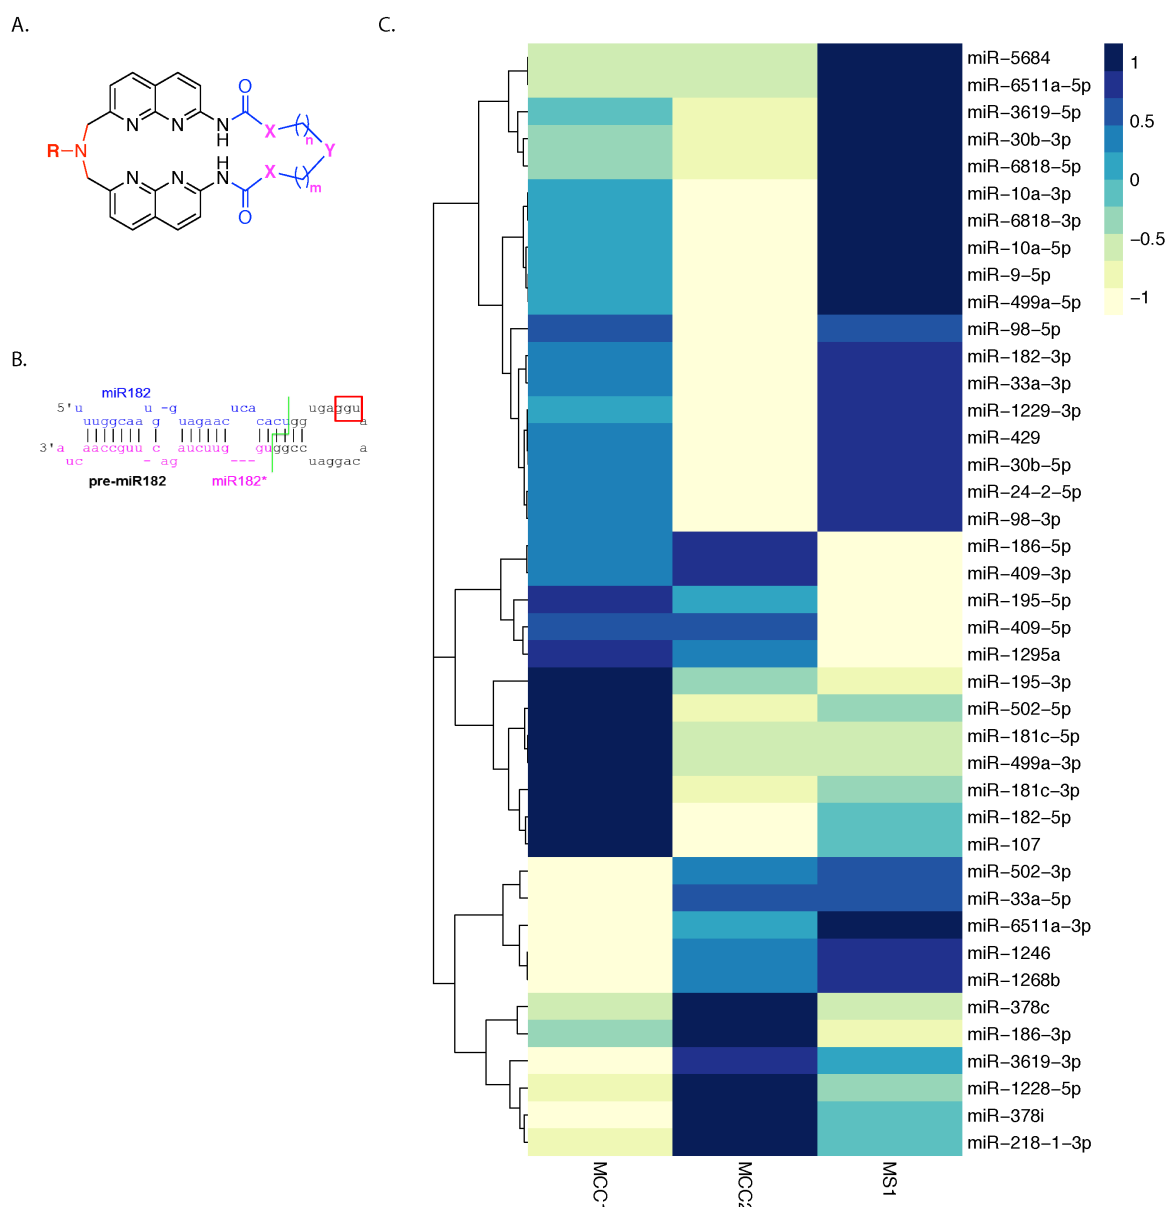 A.
C.
O
N
N
N
H
X
n
R
N
Y
H
N
N
N
X
m
O
B.
miR182
5'u u -g uca ugaggu
uuggcaa g uagaac cacugg a
3'a aaccguu c aucuug guggcc a
uc - ag --- uaggac
pre-miR182 miR182*
miR-5684
miR-6511a-5p
miR-3619-5p
miR-30b-3p
miR-6818-5p
miR-10a-3p
miR-6818-3p
miR-10a-5p
miR-9-5p
miR-499a-5p
miR-98-5p
miR-182-3p
miR-33a-3p
miR-1229-3p
miR-429
miR-30b-5p
miR-24-2-5p
miR-98-3p
miR-186-5p
miR-409-3p
miR-195-5p
miR-409-5p
miR-1295a
miR-195-3p
miR-502-5p
miR-181c-5p
miR-499a-3p
miR-181c-3p
miR-182-5p
miR-107
miR-502-3p
miR-33a-5p
miR-6511a-3p
miR-1246
miR-1268b
miR-378c
miR-186-3p
miR-3619-3p
miR-1228-5p
miR-378i
miR-218-1-3p
1
0.5
0
-0.5
-1
MCC1
MCC2
MS1